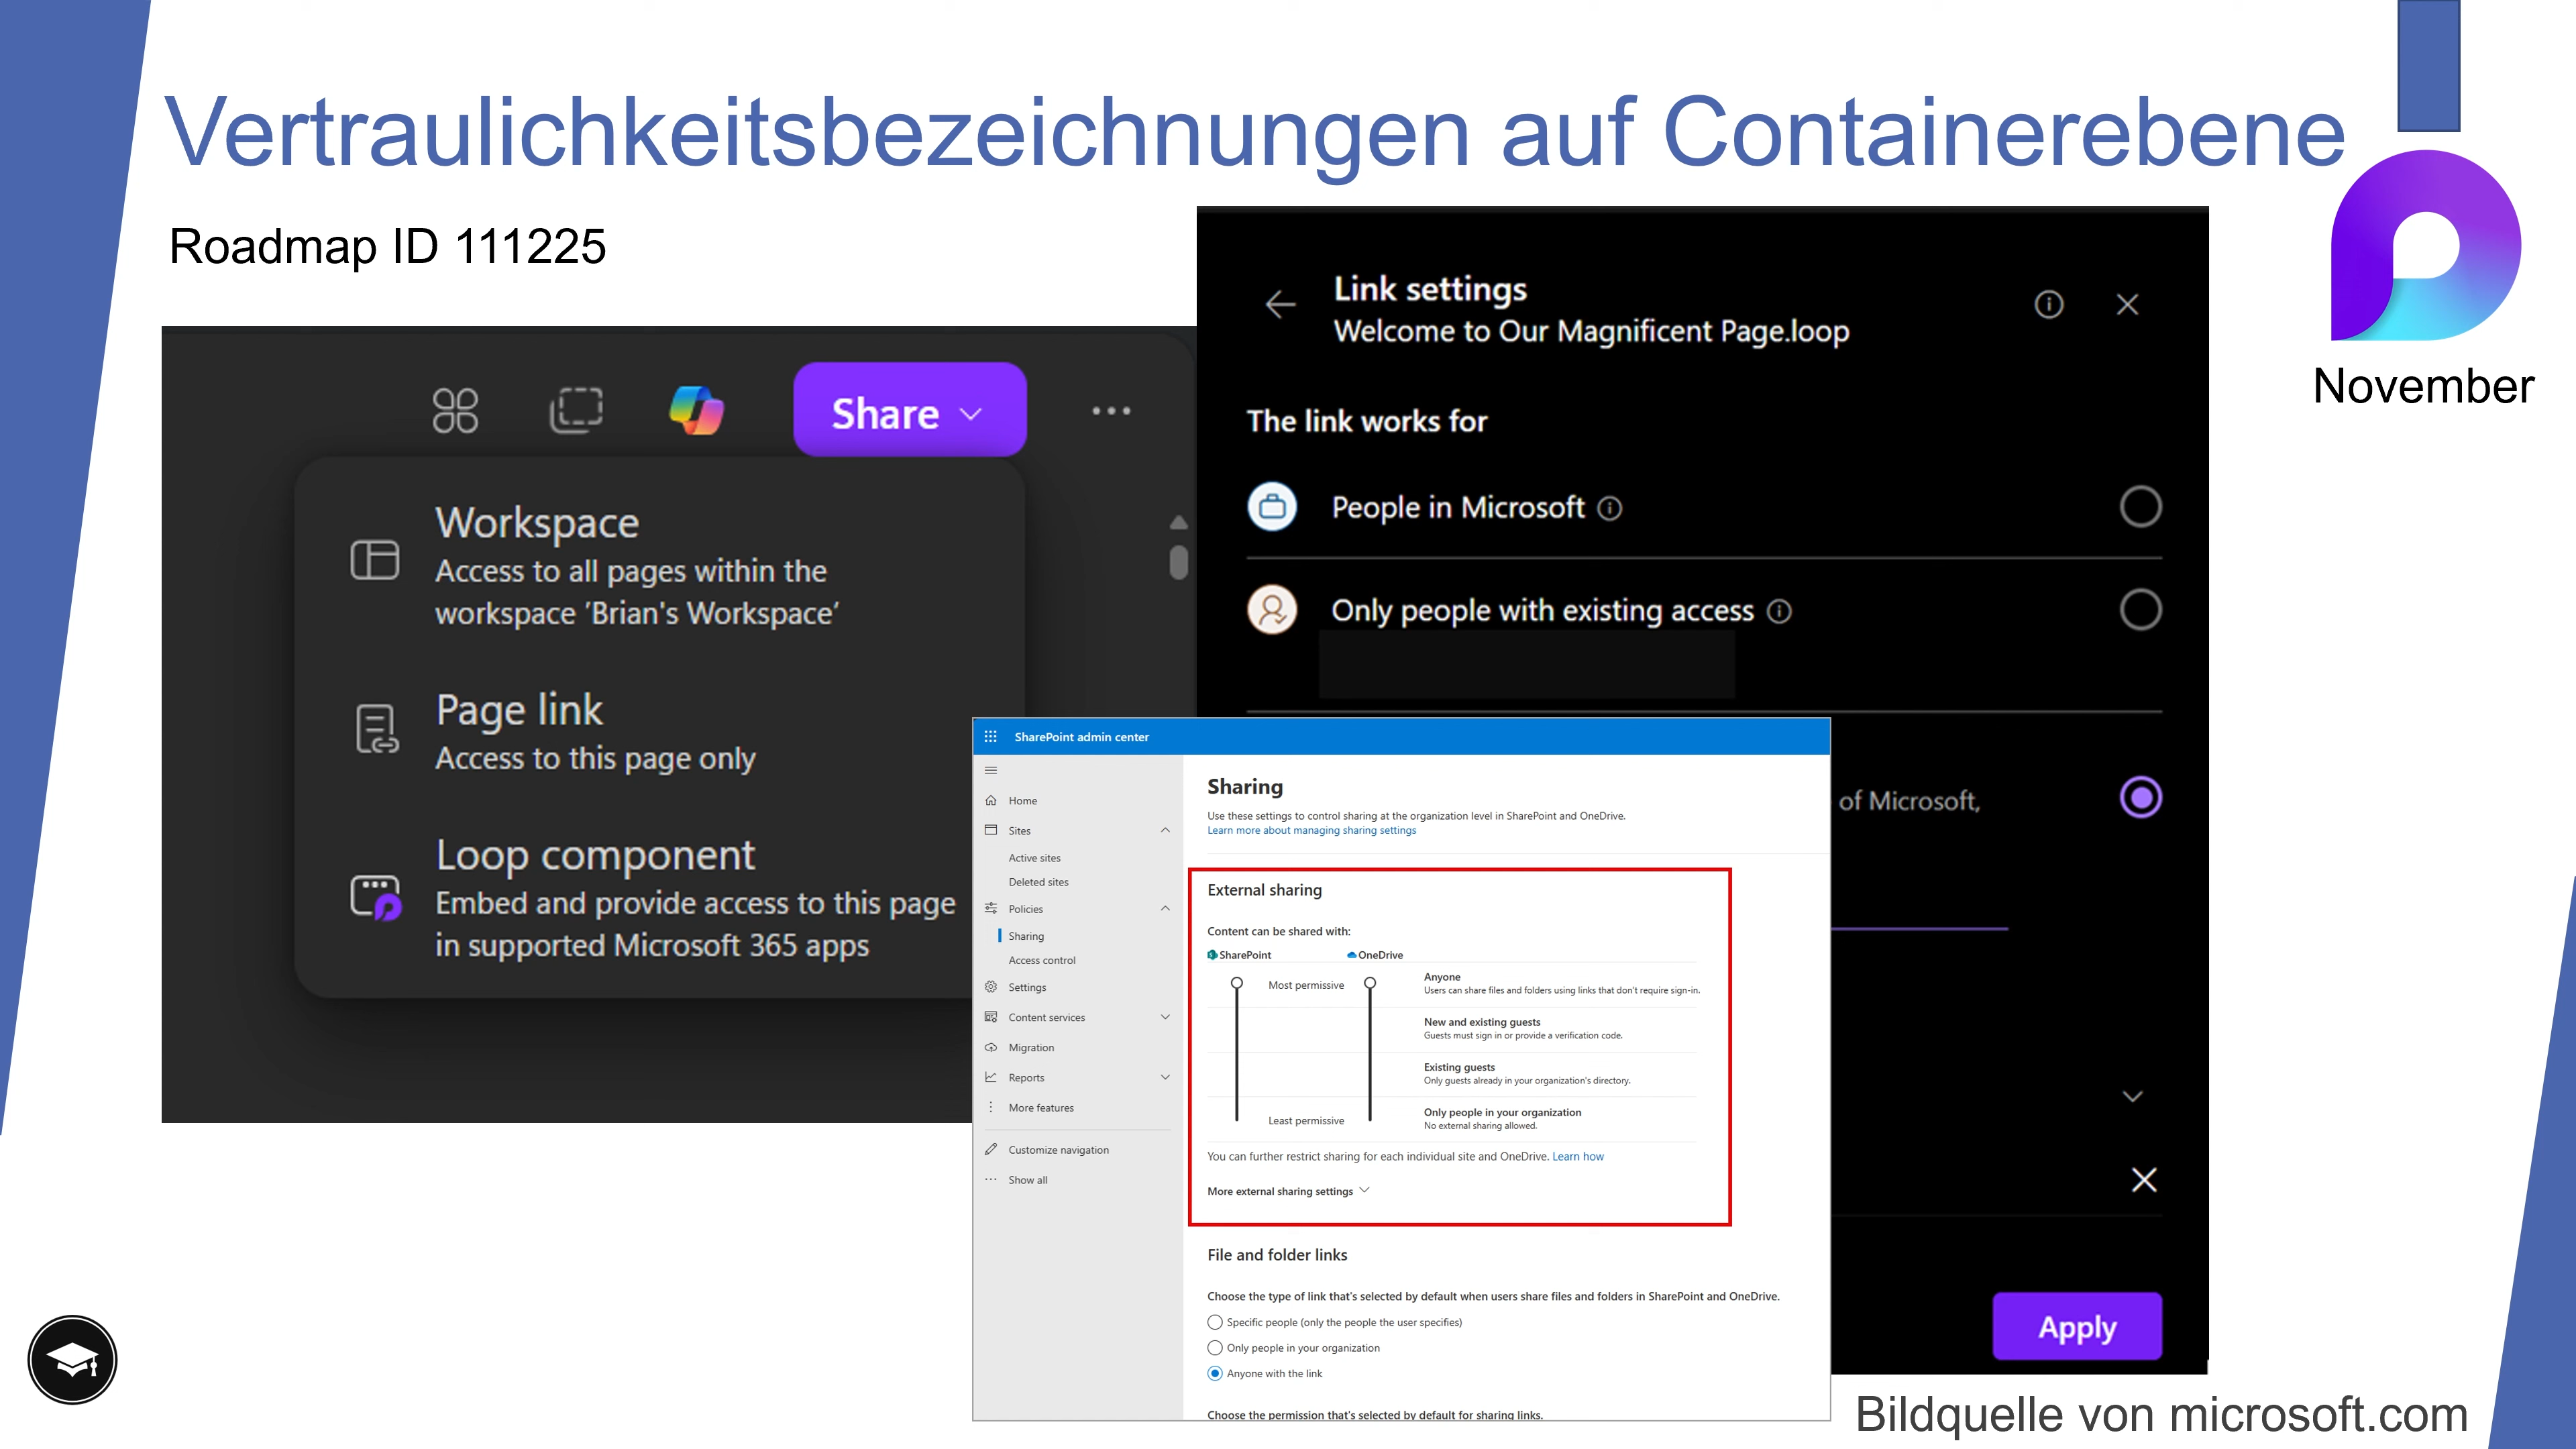 Vertraulichkeitsbezeichnungen auf Containerebene
Roadmap ID 111225
November
Share
Workspace
Access to all pages within the
workspace 'Brian's Workspace'
Page link
Access to this page only
Loop component
Embed and provide access to this page
in supported Microsoft 365 apps
Link settings
Welcome to Our Magnificent Page.loop
The link works for
People in Microsoft
Only people with existing access
of Microsoft,
Apply
SharePoint admin center
Home
Sites
Active sites
Deleted sites
Policies
Sharing
Access control
Settings
Content services
Migration
Reports
More features
Customize navigation
Show all
Sharing
Use these settings to control sharing at the organization level in SharePoint and OneDrive.
Learn more about managing sharing settings
External sharing
Content can be shared with:
SharePoint
OneDrive
Most permissive
Anyone
Users can share files and folders using links that don't require sign-in.
New and existing guests
Guests must sign in or provide a verification code.
Existing guests
Only guests already in your organization's directory.
Least permissive
Only people in your organization
No external sharing allowed.
You can further restrict sharing for each individual site and OneDrive. Learn how
More external sharing settings
File and folder links
Choose the type of link that's selected by default when users share files and folders in SharePoint and OneDrive.
Specific people (only the people the user specifies)
Only people in your organization
Anyone with the link
Choose the permission that's selected by default for sharing links.
Bildquelle von microsoft.com